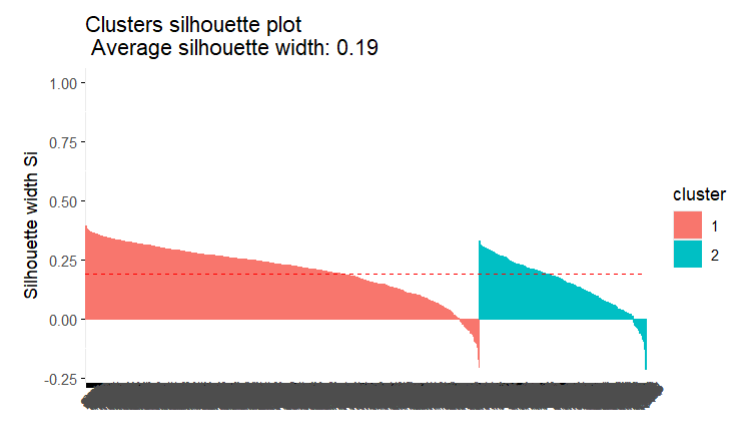 Clusters silhouette plot
Average silhouette width: 0.19
1.00
0.75
0.50
0.25
0.00
-0.25
Silhouette width Si
cluster
1
2